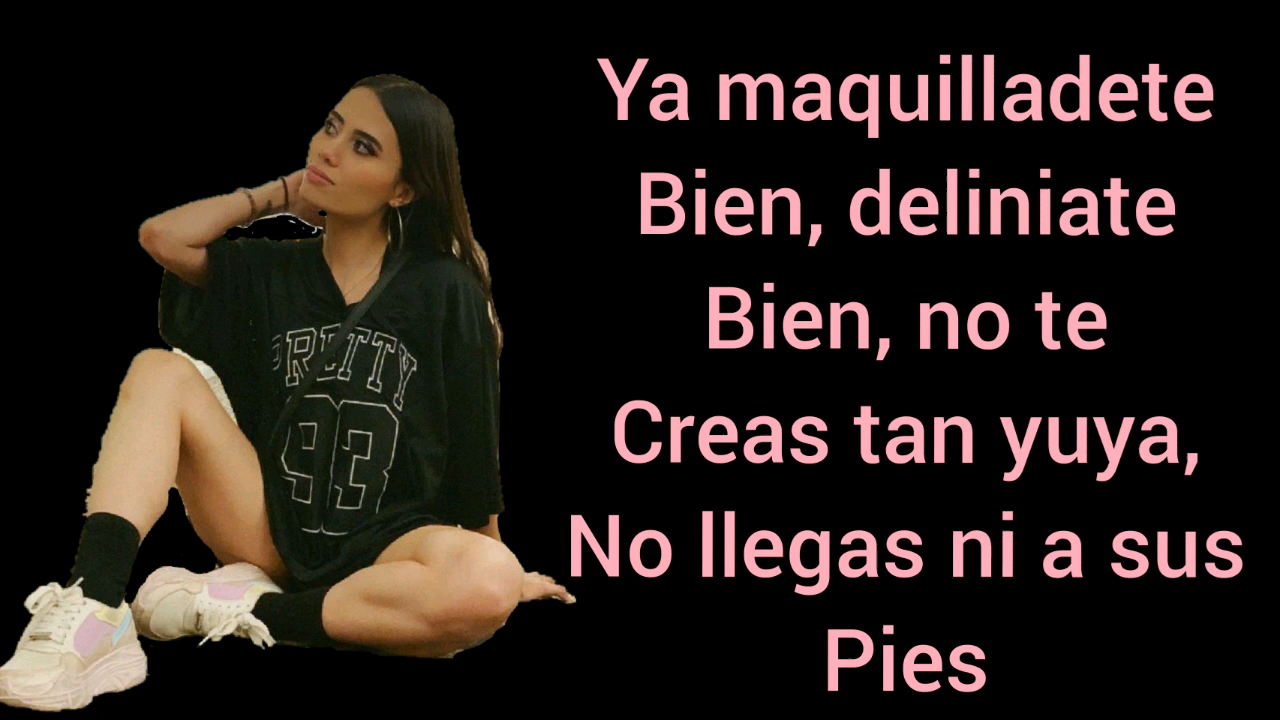 Ya maquilladete
Bien, deliniate
Bien, no te
Creas tan yuya,
No llegas ni a sus
Pies
PRETTY
93